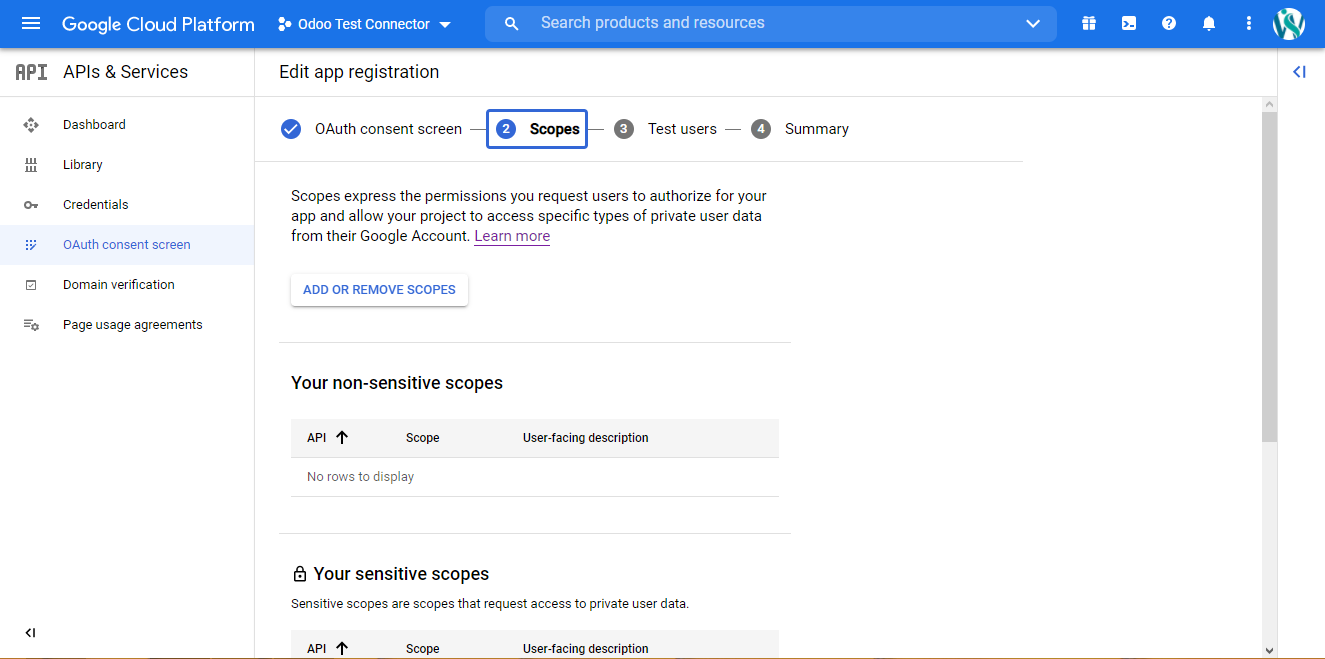 Google Cloud Platform
Odoo Test Connector
Search products and resources
API APIs & Services
Edit app registration
Dashboard
Library
Credentials
OAuth consent screen
Domain verification
Page usage agreements
OAuth consent screen
2 Scopes
3 Test users
4 Summary
Scopes express the permissions you request users to authorize for your
app and allow your project to access specific types of private user data
from their Google Account. Learn more
ADD OR REMOVE SCOPES
Your non-sensitive scopes
API Scope User-facing description
No rows to display
Your sensitive scopes
Sensitive scopes are scopes that request access to private user data.
API Scope User-facing description